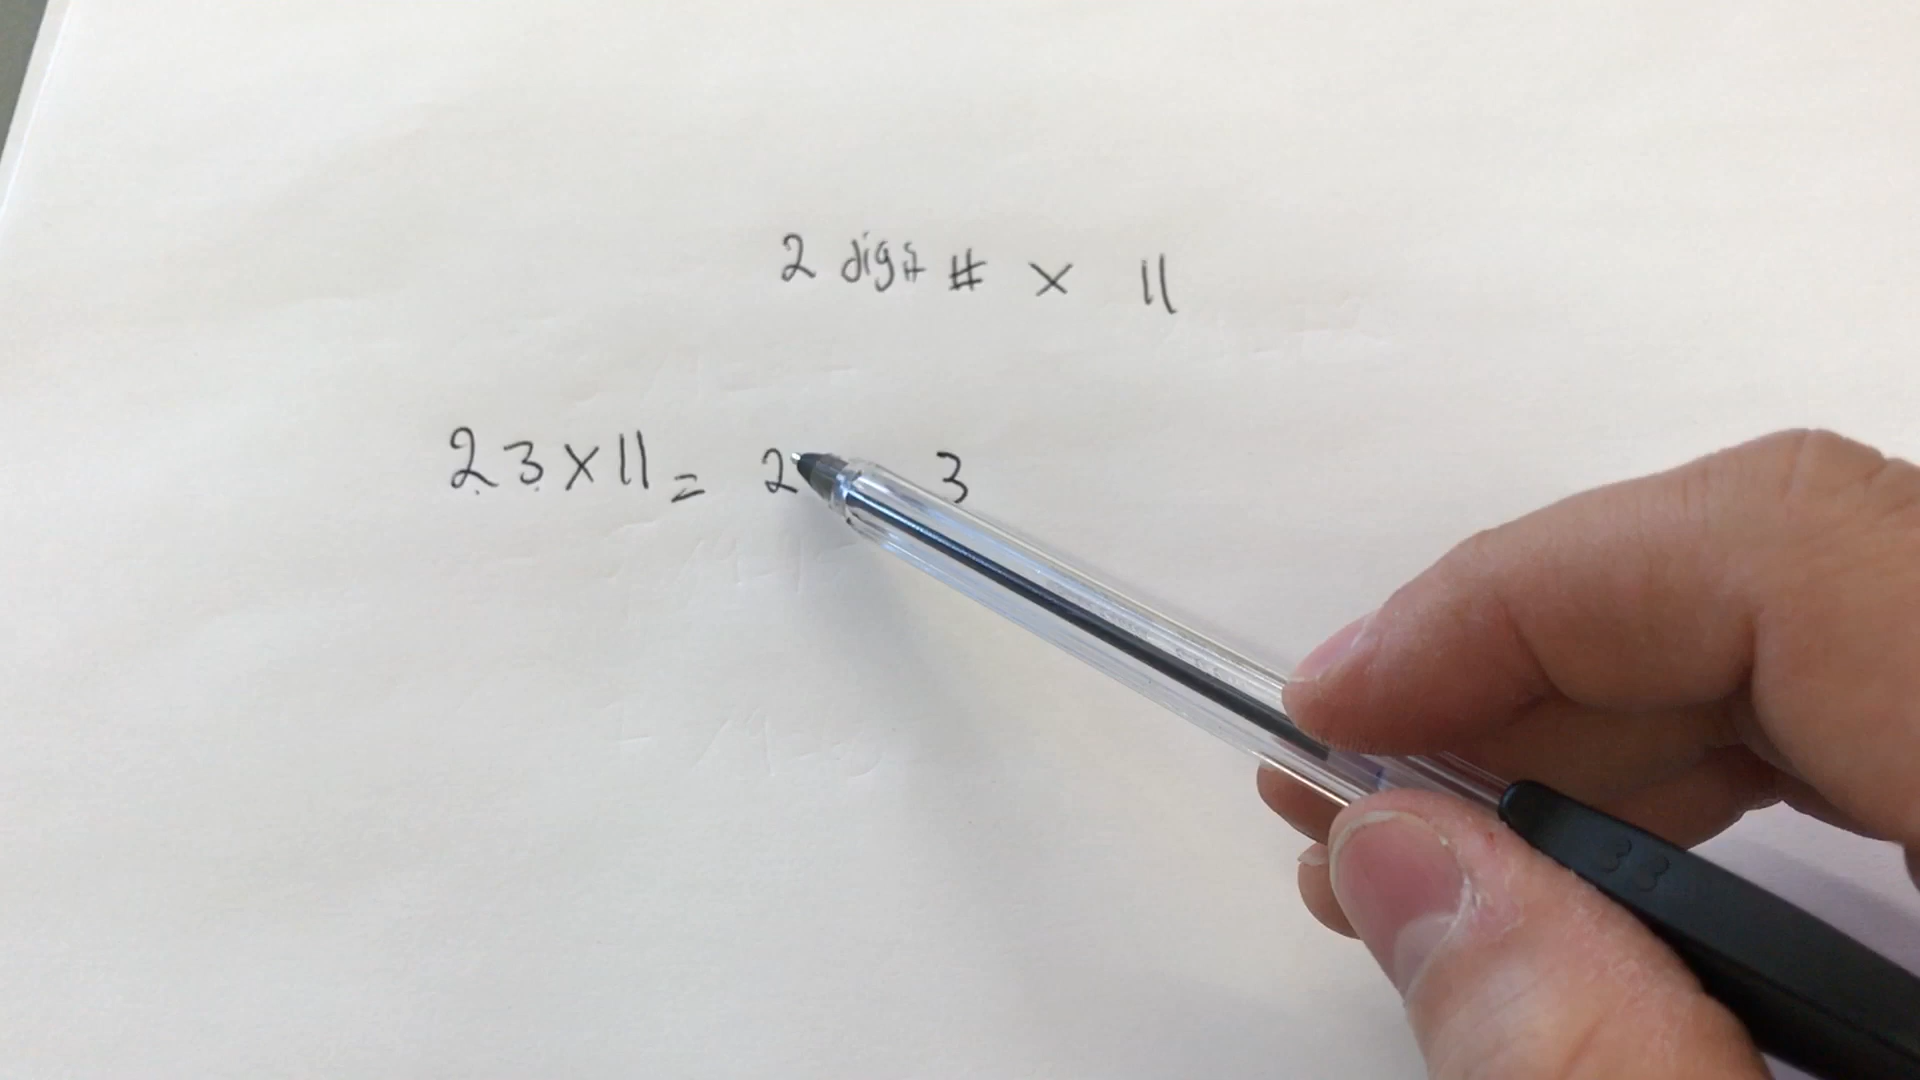 2 digit # × 11
23 × 11 = 2 3